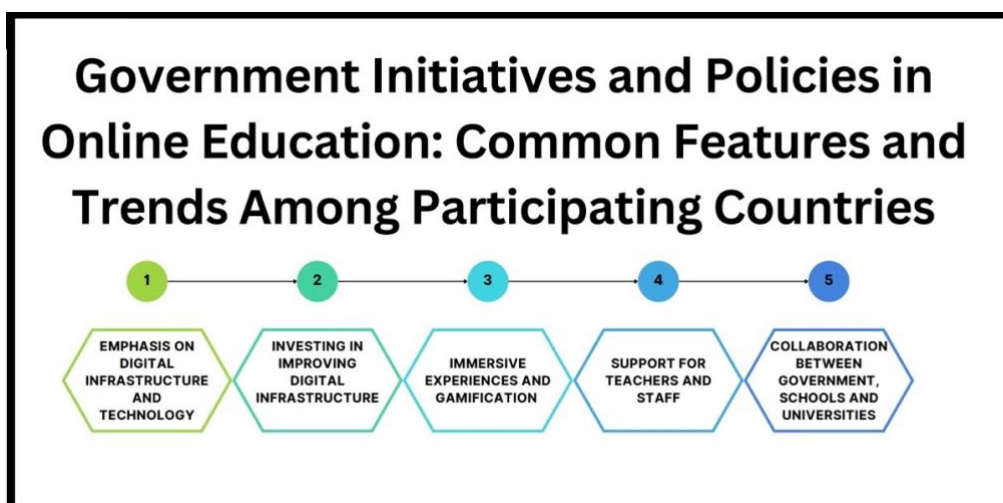 Government Initiatives and Policies in
Online Education: Common Features and
Trends Among Participating Countries
1
2
3
4
5
EMPHASIS ON
DIGITAL
INFRASTRUCTURE
AND
TECHNOLOGY
INVESTING IN
IMPROVING
DIGITAL
INFRASTRUCTURE
IMMERSIVE
EXPERIENCES AND
GAMIFICATION
SUPPORT FOR
TEACHERS AND
STAFF
COLLABORATION
BETWEEN
GOVERNMENT,
SCHOOLS AND
UNIVERSITIES